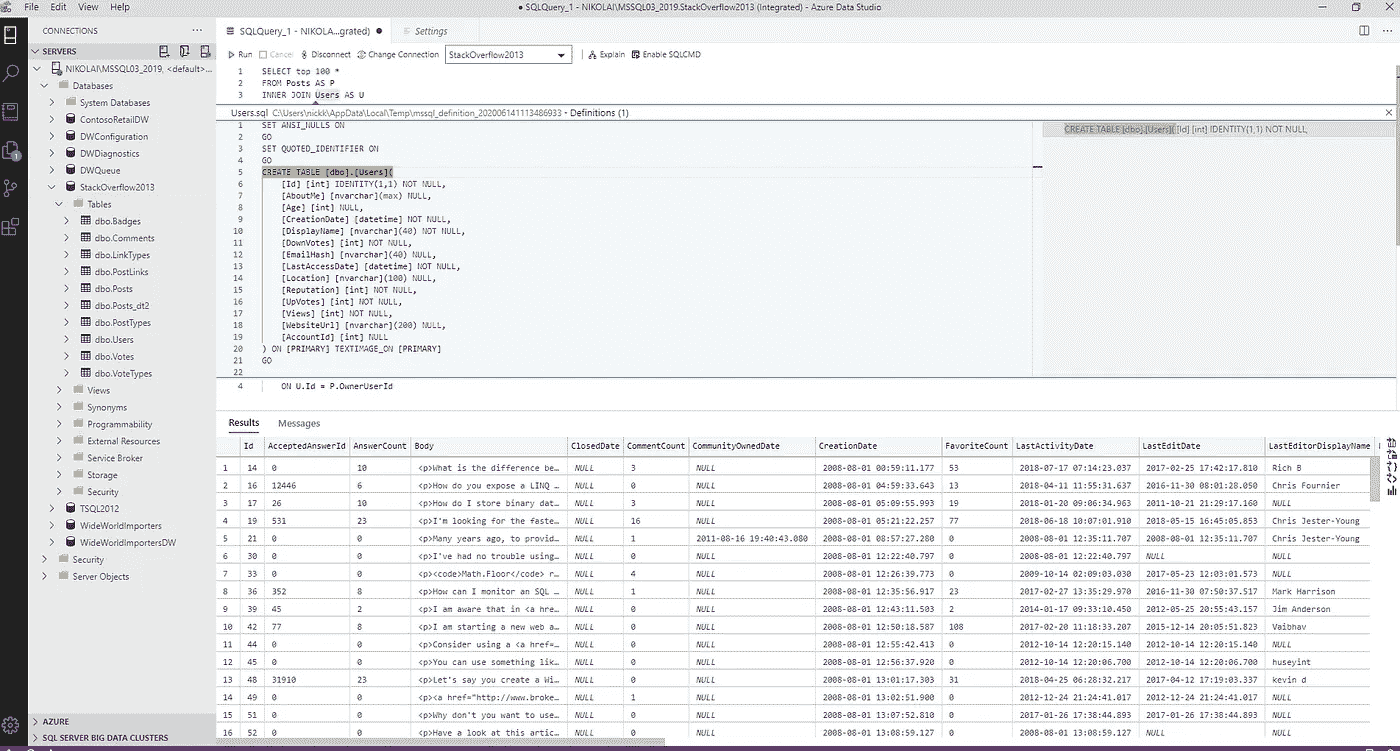 File Edit View Help
● SQLQuery_1 - NIKOLAI\MSSQL03_2019.StackOverflow2013 (Integrated) - Azure Data Studio
CONNECTIONS
SERVERS
NIKOLAI\MSSQL03_2019, <default>...
Databases
System Databases
ContosoRetailDW
DWConfiguration
DWDiagnostics
DWQueue
StackOverflow2013
Tables
dbo.Badges
dbo.Comments
dbo.LinkTypes
dbo.PostLinks
dbo.Posts
dbo.Posts_dt2
dbo.PostTypes
dbo.Users
dbo.Votes
dbo.VoteTypes
Views
Synonyms
Programmability
External Resources
Service Broker
Storage
Security
TSQL2012
WideWorldImporters
WideWorldImportersDW
Security
Server Objects
AZURE
SQL SERVER BIG DATA CLUSTERS
1
SQLQuery_1 - NIKOLA...grated) ● Settings
Run Cancel Disconnect Change Connection StackOverflow2013 Explain Enable SQLCMD
1 SELECT top 100 *
2 FROM Posts AS P
3 INNER JOIN Users AS U
Users.sql C:\Users\nickk\AppData\Local\Temp\mssql_definition_202006141113486933 - Definitions (1)
1 SET ANSI_NULLS ON
2 GO
3 SET QUOTED_IDENTIFIER ON
4 GO
5 CREATE TABLE [dbo].[Users](
6 [Id] [int] IDENTITY(1,1) NOT NULL,
7 [AboutMe] [nvarchar](max) NULL,
8 [Age] [int] NULL,
9 [CreationDate] [datetime] NOT NULL,
10 [DisplayName] [nvarchar](40) NOT NULL,
11 [DownVotes] [int] NOT NULL,
12 [EmailHash] [nvarchar](40) NULL,
13 [LastAccessDate] [datetime] NOT NULL,
14 [Location] [nvarchar](100) NULL,
15 [Reputation] [int] NOT NULL,
16 [UpVotes] [int] NOT NULL,
17 [Views] [int] NOT NULL,
18 [WebsiteUrl] [nvarchar](200) NULL,
19 [AccountId] [int] NULL
20 ) ON [PRIMARY] TEXTIMAGE_ON [PRIMARY]
21 GO
22
CREATE TABLE [dbo].[Users]( [Id] [int] IDENTITY(1,1) NOT NULL,
4 ON U.Id = P.OwnerUserId
Results Messages
Id AcceptedAnswerId AnswerCount Body ClosedDate CommentCount CommunityOwnedDate CreationDate FavoriteCount LastActivityDate LastEditDate LastEditorDisplayName
1 14 0 10 <p>What is the difference be... NULL 3 NULL 2008-08-01 00:59:11.177 53 2018-07-17 07:14:23.037 2017-02-25 17:42:17.810 Rich B
2 16 12446 6 <p>How do you expose a LINQ ... NULL 0 NULL 2008-08-01 04:59:33.643 13 2018-04-11 11:55:31.637 2016-11-30 08:01:28.050 Chris Fournier
3 17 26 10 <p>How do I store binary dat... NULL 3 NULL 2008-08-01 05:09:55.993 19 2018-01-20 09:06:34.963 2011-10-21 21:29:17.160 NULL
4 19 531 23 <p>I'm looking for the faste... NULL 16 NULL 2008-08-01 05:21:22.257 77 2018-06-18 10:07:01.910 2018-05-15 16:45:05.853 Chris Jester-Young
5 21 0 0 <p>Many years ago, to provid... NULL 1 2011-08-16 19:40:43.080 2008-08-01 08:57:27.280 0 2008-08-01 12:35:11.707 2008-08-01 12:35:11.707 Chris Jester-Young
6 30 0 0 <p>I've had no trouble using... NULL 0 NULL 2008-08-01 12:22:40.797 0 2008-08-01 12:22:40.797 NULL NULL
7 33 0 0 <p><code>Math.Floor</code> r... NULL 4 NULL 2008-08-01 12:26:39.773 0 2009-10-14 02:09:03.030 2017-05-23 12:03:01.573 NULL
8 36 352 8 <p>How can I monitor an SQL ... NULL 1 NULL 2008-08-01 12:35:56.917 23 2017-02-27 13:35:29.970 2016-11-30 07:50:37.517 Mark Harrison
9 39 45 2 <p>I am aware that in <a hre... NULL 0 NULL 2008-08-01 12:43:11.503 2 2014-01-17 09:33:10.450 2012-05-25 20:55:43.157 Jim Anderson
10 42 77 8 <p>I am starting a new web a... NULL 0 NULL 2008-08-01 12:50:18.587 108 2017-02-20 11:18:33.207 2015-12-14 20:05:51.823 Vaibhav
11 44 0 0 <p>Consider using a <a href=... NULL 0 NULL 2008-08-01 12:55:42.413 0 2012-10-14 12:20:15.140 2012-10-14 12:20:15.140 NULL
12 45 0 0 <p>You can use something lik... NULL 0 NULL 2008-08-01 12:56:37.920 0 2012-10-14 12:20:06.700 2012-10-14 12:20:06.700 huseyint
13 48 31910 23 <p>Let's say you create a Wi... NULL 0 NULL 2008-08-01 13:01:17.303 31 2018-04-25 06:28:32.217 2017-04-12 17:19:03.337 kevin d
14 49 0 0 <p><a href="http://www.broke... NULL 1 NULL 2008-08-01 13:02:51.900 0 2012-12-24 21:24:41.017 2012-12-24 21:24:41.017 NULL
15 51 0 0 <p>Why don't you want to use... NULL 0 NULL 2008-08-01 13:07:52.810 0 2017-01-26 17:38:44.893 2017-01-26 17:38:44.893 NULL
16 52 0 0 <p>Have a look at this artic... NULL 0 NULL 2008-08-01 13:08:59.127 0 2008-08-01 13:08:59.127 NULL NULL